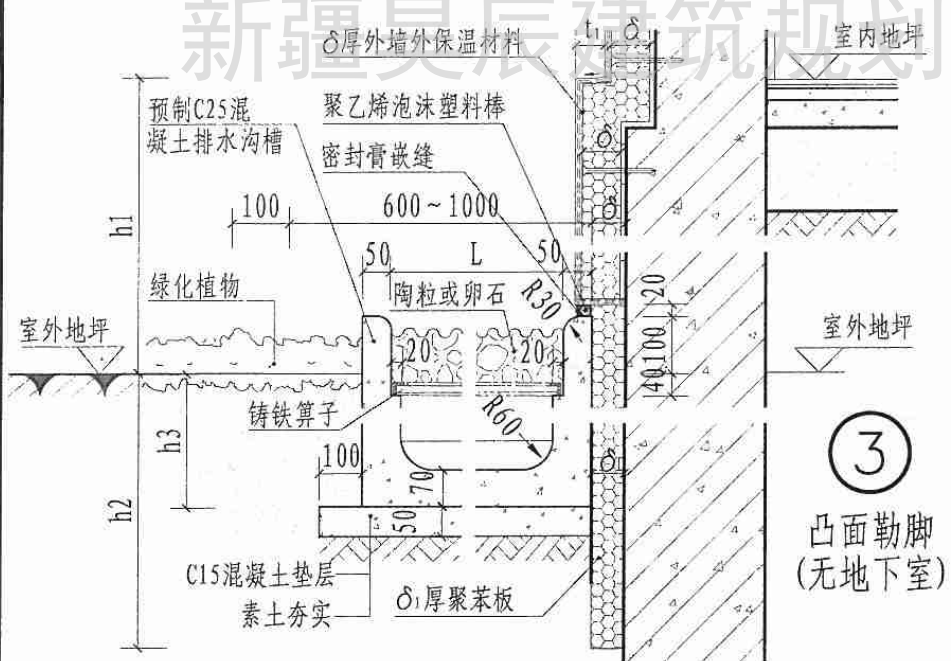 新疆昊辰建筑规划
δ厚外墙外保温材料
t₁
δ
室内地坪
预制C25混
凝土排水沟槽
聚乙烯泡沫塑料棒
密封膏嵌缝
δ
δ
100
600~1000
h1
50
L
50
绿化植物
陶粒或卵石
R30
20
室外地坪
室外地坪
20
20
100
40
铸铁箅子
R60
h3
100
70
δ
h2
50
3
凸面勒脚
(无地下室)
C15混凝土垫层
素土夯实
δ₁厚聚苯板